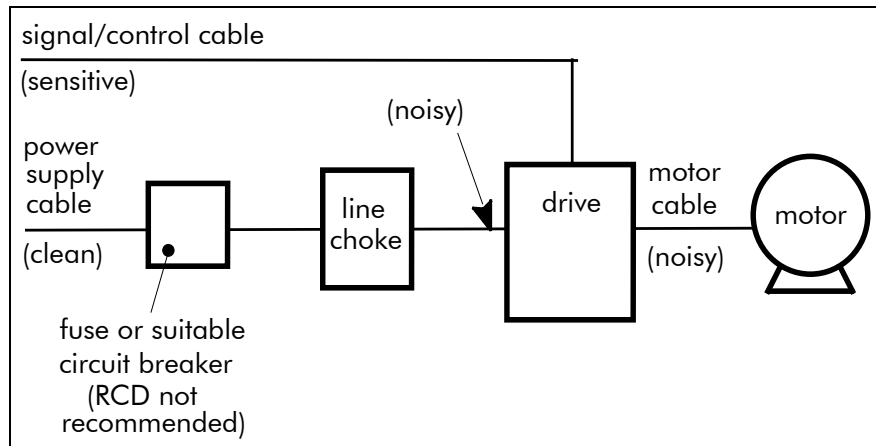 signal/control cable
(sensitive)
(noisy)
power
supply
cable
(clean)
line
choke
drive
motor
cable
(noisy)
motor
fuse or suitable
circuit breaker
(RCD not
recommended)